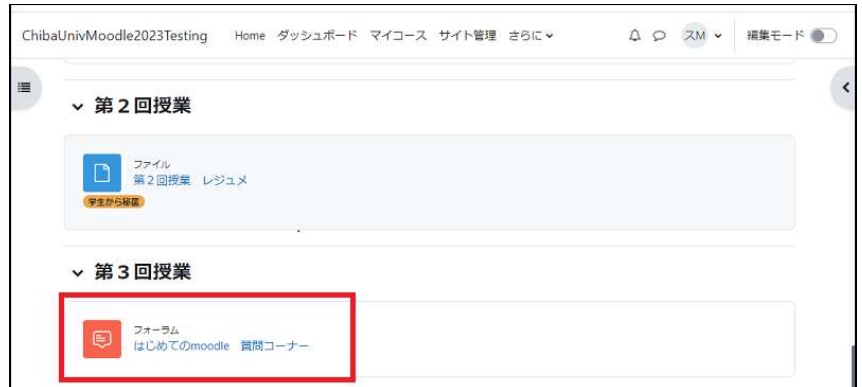 ChibaUnivMoodle2023Testing Home ダッシュボード マイコース サイト管理 さらに スM 編集モード
第２回授業
ファイル
第２回授業　レジュメ
学生から秘匿
第３回授業
フォーラム
はじめてのmoodle　質問コーナー